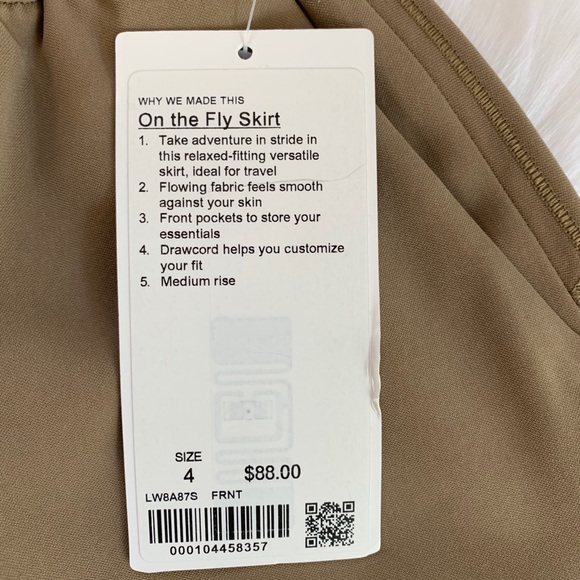 WHY WE MADE THIS
On the Fly Skirt
1. Take adventure in stride in
this relaxed-fitting versatile
skirt, ideal for travel
2. Flowing fabric feels smooth
against your skin
3. Front pockets to store your
essentials
4. Drawcord helps you customize
your fit
5. Medium rise
SIZE
4 $88.00
LW8A87S FRNT
000104458357